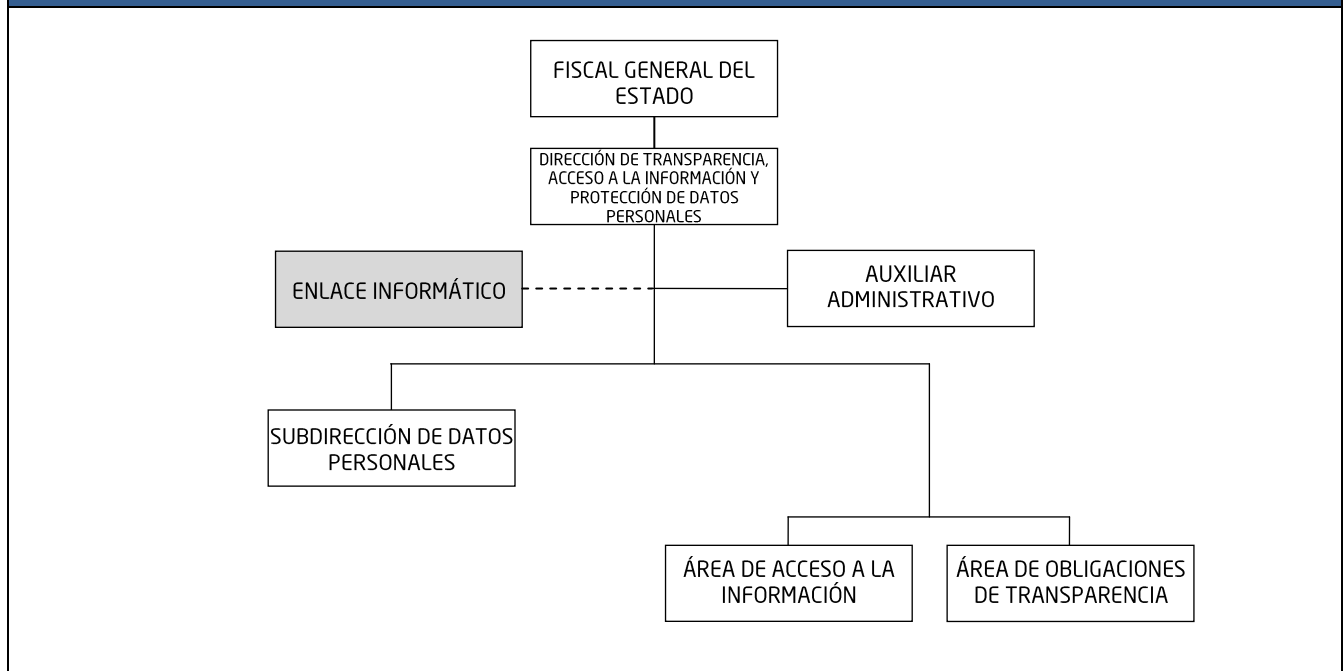 FISCAL GENERAL DEL
ESTADO
DIRECCIÓN DE TRANSPARENCIA,
ACCESO A LA INFORMACIÓN Y
PROTECCIÓN DE DATOS
PERSONALES
ENLACE INFORMÁTICO
AUXILIAR
ADMINISTRATIVO
SUBDIRECCIÓN DE DATOS
PERSONALES
ÁREA DE ACCESO A LA
INFORMACIÓN
ÁREA DE OBLIGACIONES
DE TRANSPARENCIA